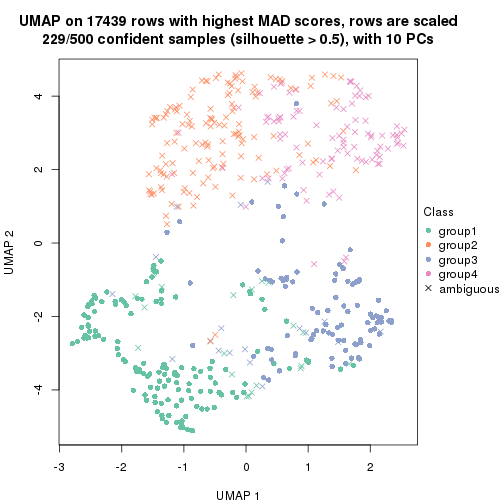 UMAP on 17439 rows with highest MAD scores, rows are scaled
229/500 confident samples (silhouette > 0.5), with 10 PCs
4
2
0
-2
-4
UMAP 2
-3
-2
-1
0
1
2
UMAP 1
Class
group1
group2
group3
group4
ambiguous